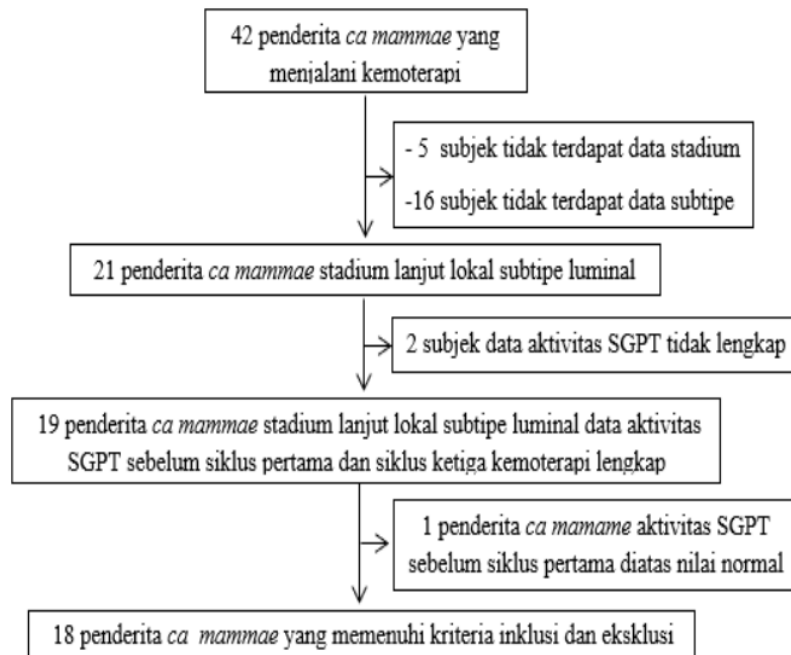 42 penderita ca mammae yang
menjalani kemoterapi
- 5 subjek tidak terdapat data stadium
-16 subjek tidak terdapat data subtipe
21 penderita ca mammae stadium lanjut lokal subtipe luminal
2 subjek data aktivitas SGPT tidak lengkap
19 penderita ca mammae stadium lanjut lokal subtipe luminal data aktivitas
SGPT sebelum siklus pertama dan siklus ketiga kemoterapi lengkap
1 penderita ca mamame aktivitas SGPT
sebelum siklus pertama diatas nilai normal
18 penderita ca mammae yang memenuhi kriteria inklusi dan eksklusi